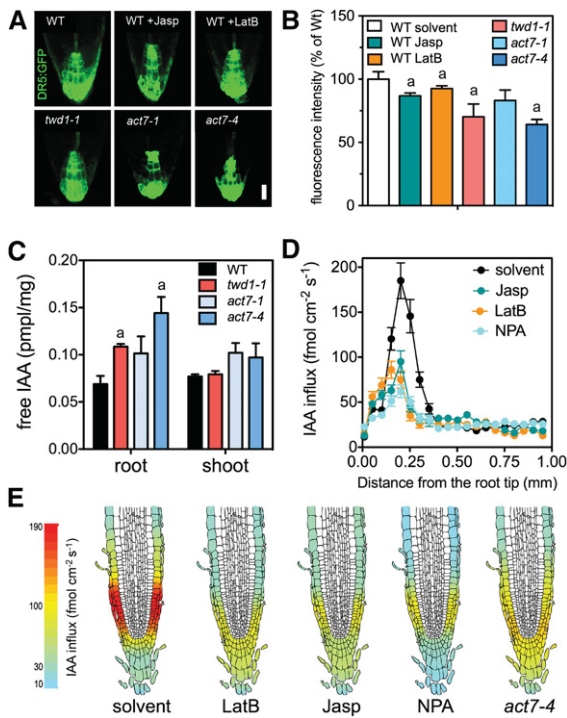 A
WT
WT +Jasp
WT +LatB
DR5:GFP
twd1-1
act7-1
act7-4
B
WT solvent
WT Jasp
WT LatB
twd1-1
act7-1
act7-4
fluorescence intensity (% of Wt)
150
100
50
0
a
a
a
a
C
WT
twd1-1
act7-1
act7-4
free IAA (pmpl/mg)
0.20
0.15
0.10
0.05
0.00
a
a
root
shoot
D
solvent
Jasp
LatB
NPA
IAA influx (fmol cm-2 s-1)
200
150
100
50
0
0.00
0.25
0.50
0.75
1.00
Distance from the root tip (mm)
E
IAA influx (fmol cm-2 s-1)
190
100
30
10
solvent
LatB
Jasp
NPA
act7-4